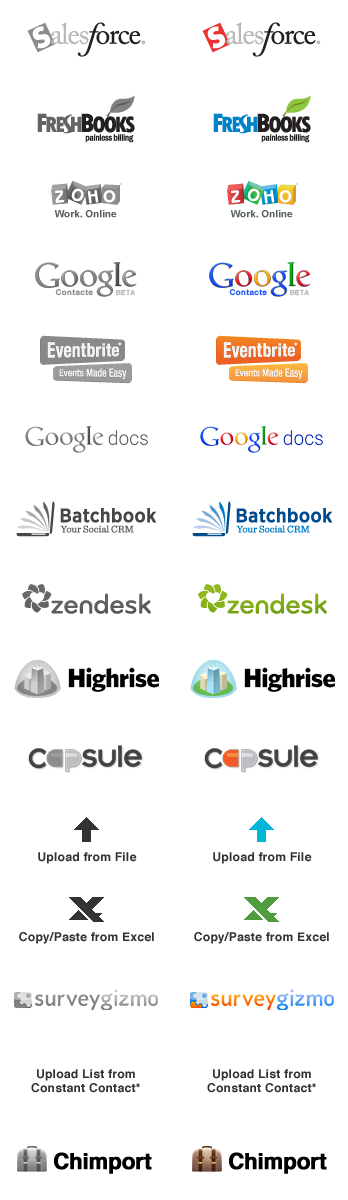 Salesforce® Salesforce®
FRESHBOOKS FRESHBOOKS
painless billing painless billing
ZOHO ZOHO
Work. Online Work. Online
Google Google
Contacts BETA Contacts BETA
Eventbrite® Eventbrite®
Events Made Easy Events Made Easy
Google docs Google docs
Batchbook Batchbook
Your Social CRM Your Social CRM
zendesk zendesk
Highrise Highrise
capsule capsule
Upload from File Upload from File
Copy/Paste from Excel Copy/Paste from Excel
surveygizmo surveygizmo
Upload List from Upload List from
Constant Contact* Constant Contact*
Chimport Chimport